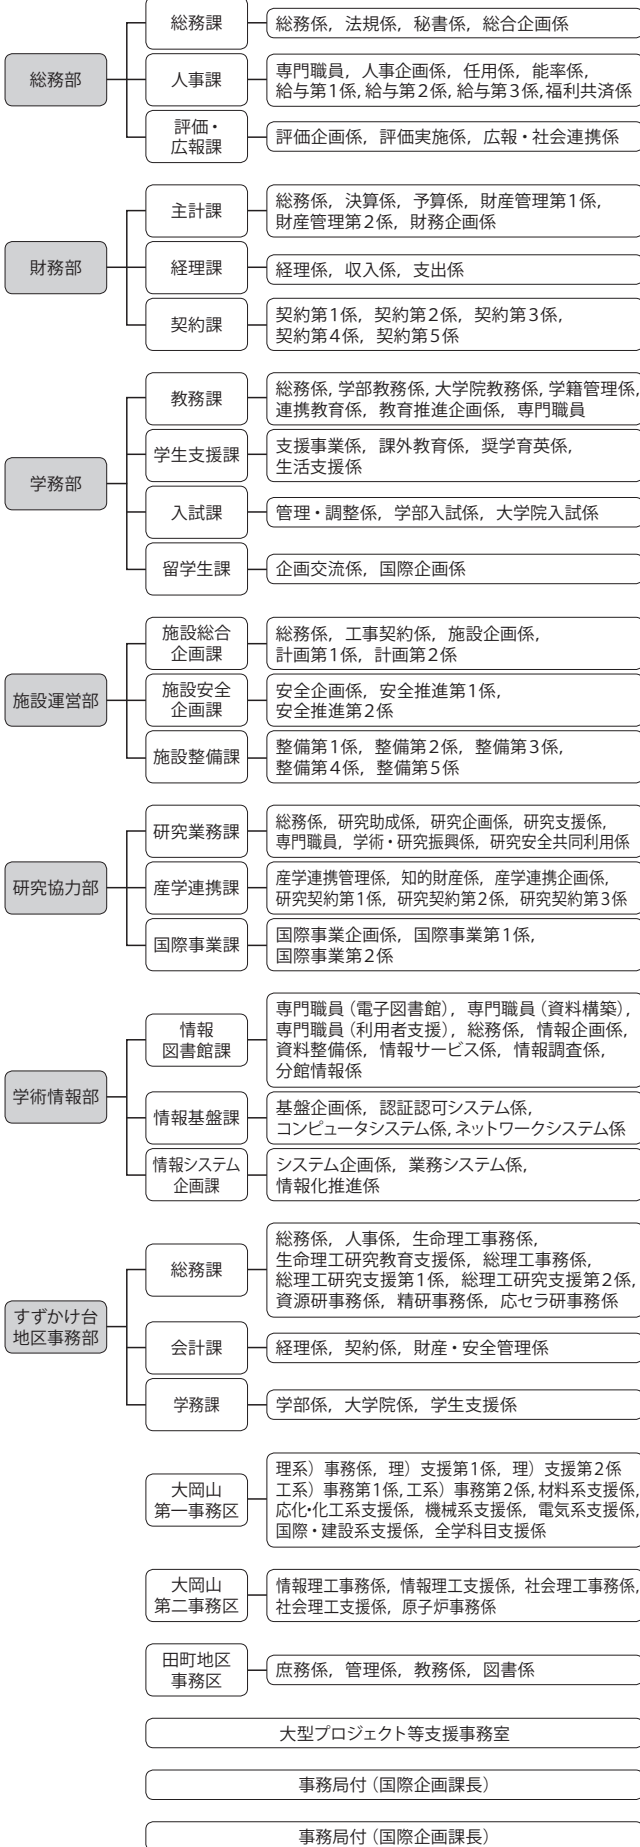 総務部
総務課
総務係，法規係，秘書係，総合企画係
人事課
専門職員，人事企画係，任用係，能率係，
給与第1係，給与第2係，給与第3係，福利共済係
評価・
広報課
評価企画係，評価実施係，広報・社会連携係
財務部
主計課
総務係，決算係，予算係，財産管理第1係，
財産管理第2係，財務企画係
経理課
経理係，収入係，支出係
契約課
契約第1係，契約第2係，契約第3係，
契約第4係，契約第5係
学務部
教務課
総務係，学部教務係，大学院教務係，学籍管理係，
連携教育係，教育推進企画係，専門職員
学生支援課
支援事業係，課外教育係，奨学育英係，
生活支援係
入試課
管理・調整係，学部入試係，大学院入試係
留学生課
企画交流係，国際企画係
施設運営部
施設総合
企画課
総務係，工事契約係，施設企画係，
計画第1係，計画第2係
施設安全
企画課
安全企画係，安全推進第1係，
安全推進第2係
施設整備課
整備第1係，整備第2係，整備第3係，
整備第4係，整備第5係
研究協力部
研究業務課
総務係，研究助成係，研究企画係，研究支援係，
専門職員，学術・研究振興係，研究安全共同利用係
産学連携課
産学連携管理係，知的財産係，産学連携企画係，
研究契約第1係，研究契約第2係，研究契約第3係
国際事業課
国際事業企画係，国際事業第1係，
国際事業第2係
学術情報部
情報
図書館課
専門職員（電子図書館），専門職員（資料構築），
専門職員（利用者支援），総務係，情報企画係，
資料整備係，情報サービス係，情報調査係，
分館情報係
情報基盤課
基盤企画係，認証認可システム係，
コンピュータシステム係，ネットワークシステム係
情報システム
企画課
システム企画係，業務システム係，
情報化推進係
すずかけ台
地区事務部
総務課
総務係，人事係，生命理工事務係，
生命理工研究教育支援係，総理工事務係，
総理工研究支援第1係，総理工研究支援第2係，
資源研事務係，精研事務係，応セラ研事務係
会計課
経理係，契約係，財産・安全管理係
学務課
学部係，大学院係，学生支援係
大岡山
第一事務区
理系）事務係，理）支援第1係，理）支援第2係
工系）事務第1係，工系）事務第2係，材料系支援係，
応化・化工系支援係，機械系支援係，電気系支援係，
国際・建設系支援係，全学科目支援係
大岡山
第二事務区
情報理工事務係，情報理工支援係，社会理工事務係，
社会理工支援係，原子炉事務係
田町地区
事務区
庶務係，管理係，教務係，図書係
大型プロジェクト等支援事務室
事務局付（国際企画課長）
事務局付（国際企画課長）